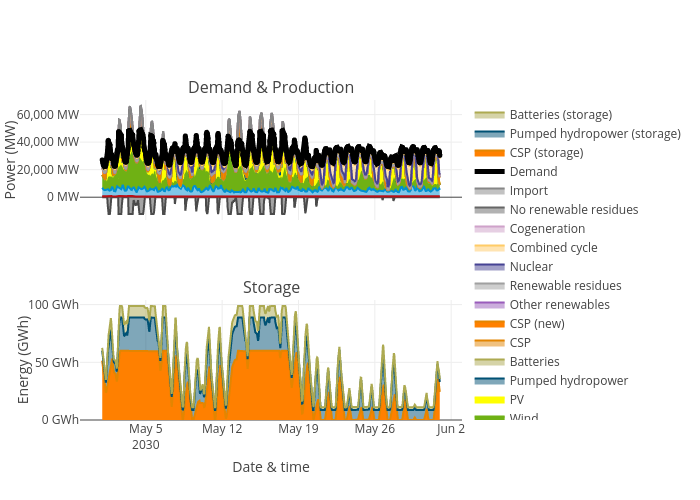 Demand & Production
Power (MW)
60,000 MW
40,000 MW
20,000 MW
0 MW
Storage
Energy (GWh)
100 GWh
50 GWh
0 GWh
May 5
2030
May 12
May 19
May 26
Jun 2
Date & time
Batteries (storage)
Pumped hydropower (storage)
CSP (storage)
Demand
Import
No renewable residues
Cogeneration
Combined cycle
Nuclear
Renewable residues
Other renewables
CSP (new)
CSP
Batteries
Pumped hydropower
PV
Wind